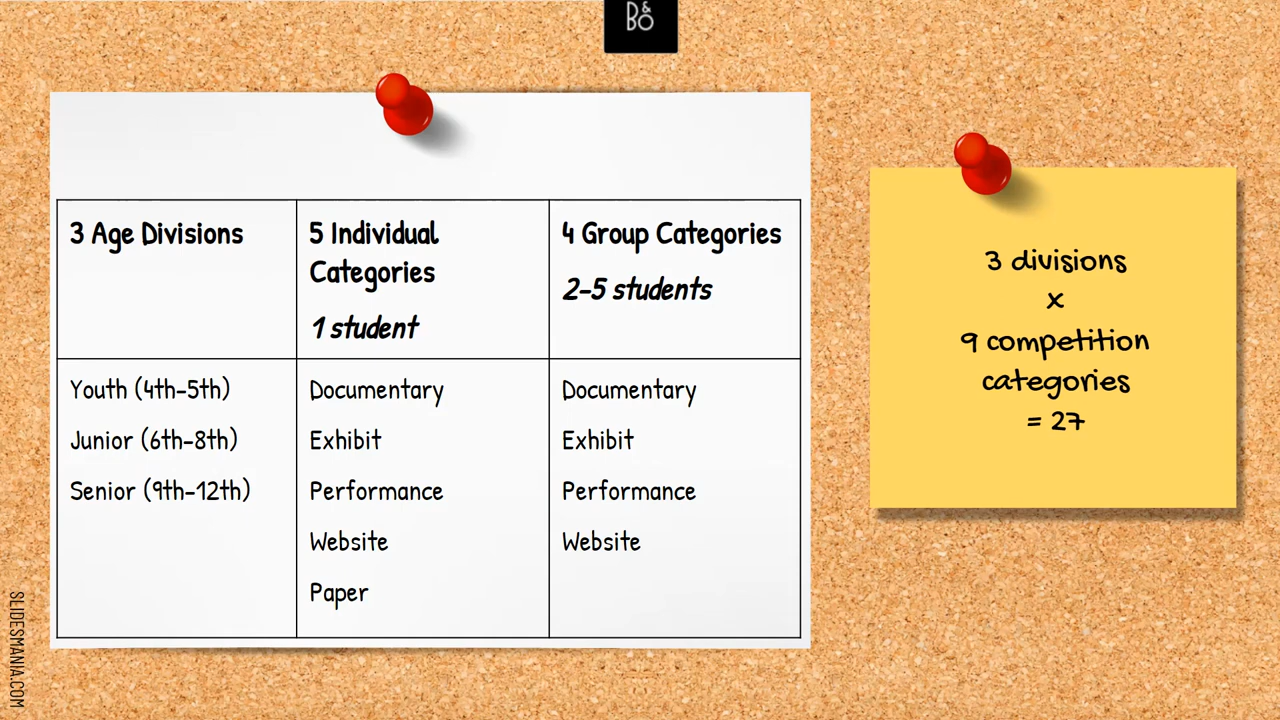 B&
BO
3 Age Divisions
5 Individual
Categories
1 student
4 Group Categories
2-5 students
Youth (4th-5th)
Junior (6th-8th)
Senior (9th-12th)
Documentary
Exhibit
Performance
Website
Paper
Documentary
Exhibit
Performance
Website
3 divisions
x
9 competition
categories
= 27
SLIDESMANIA.COM